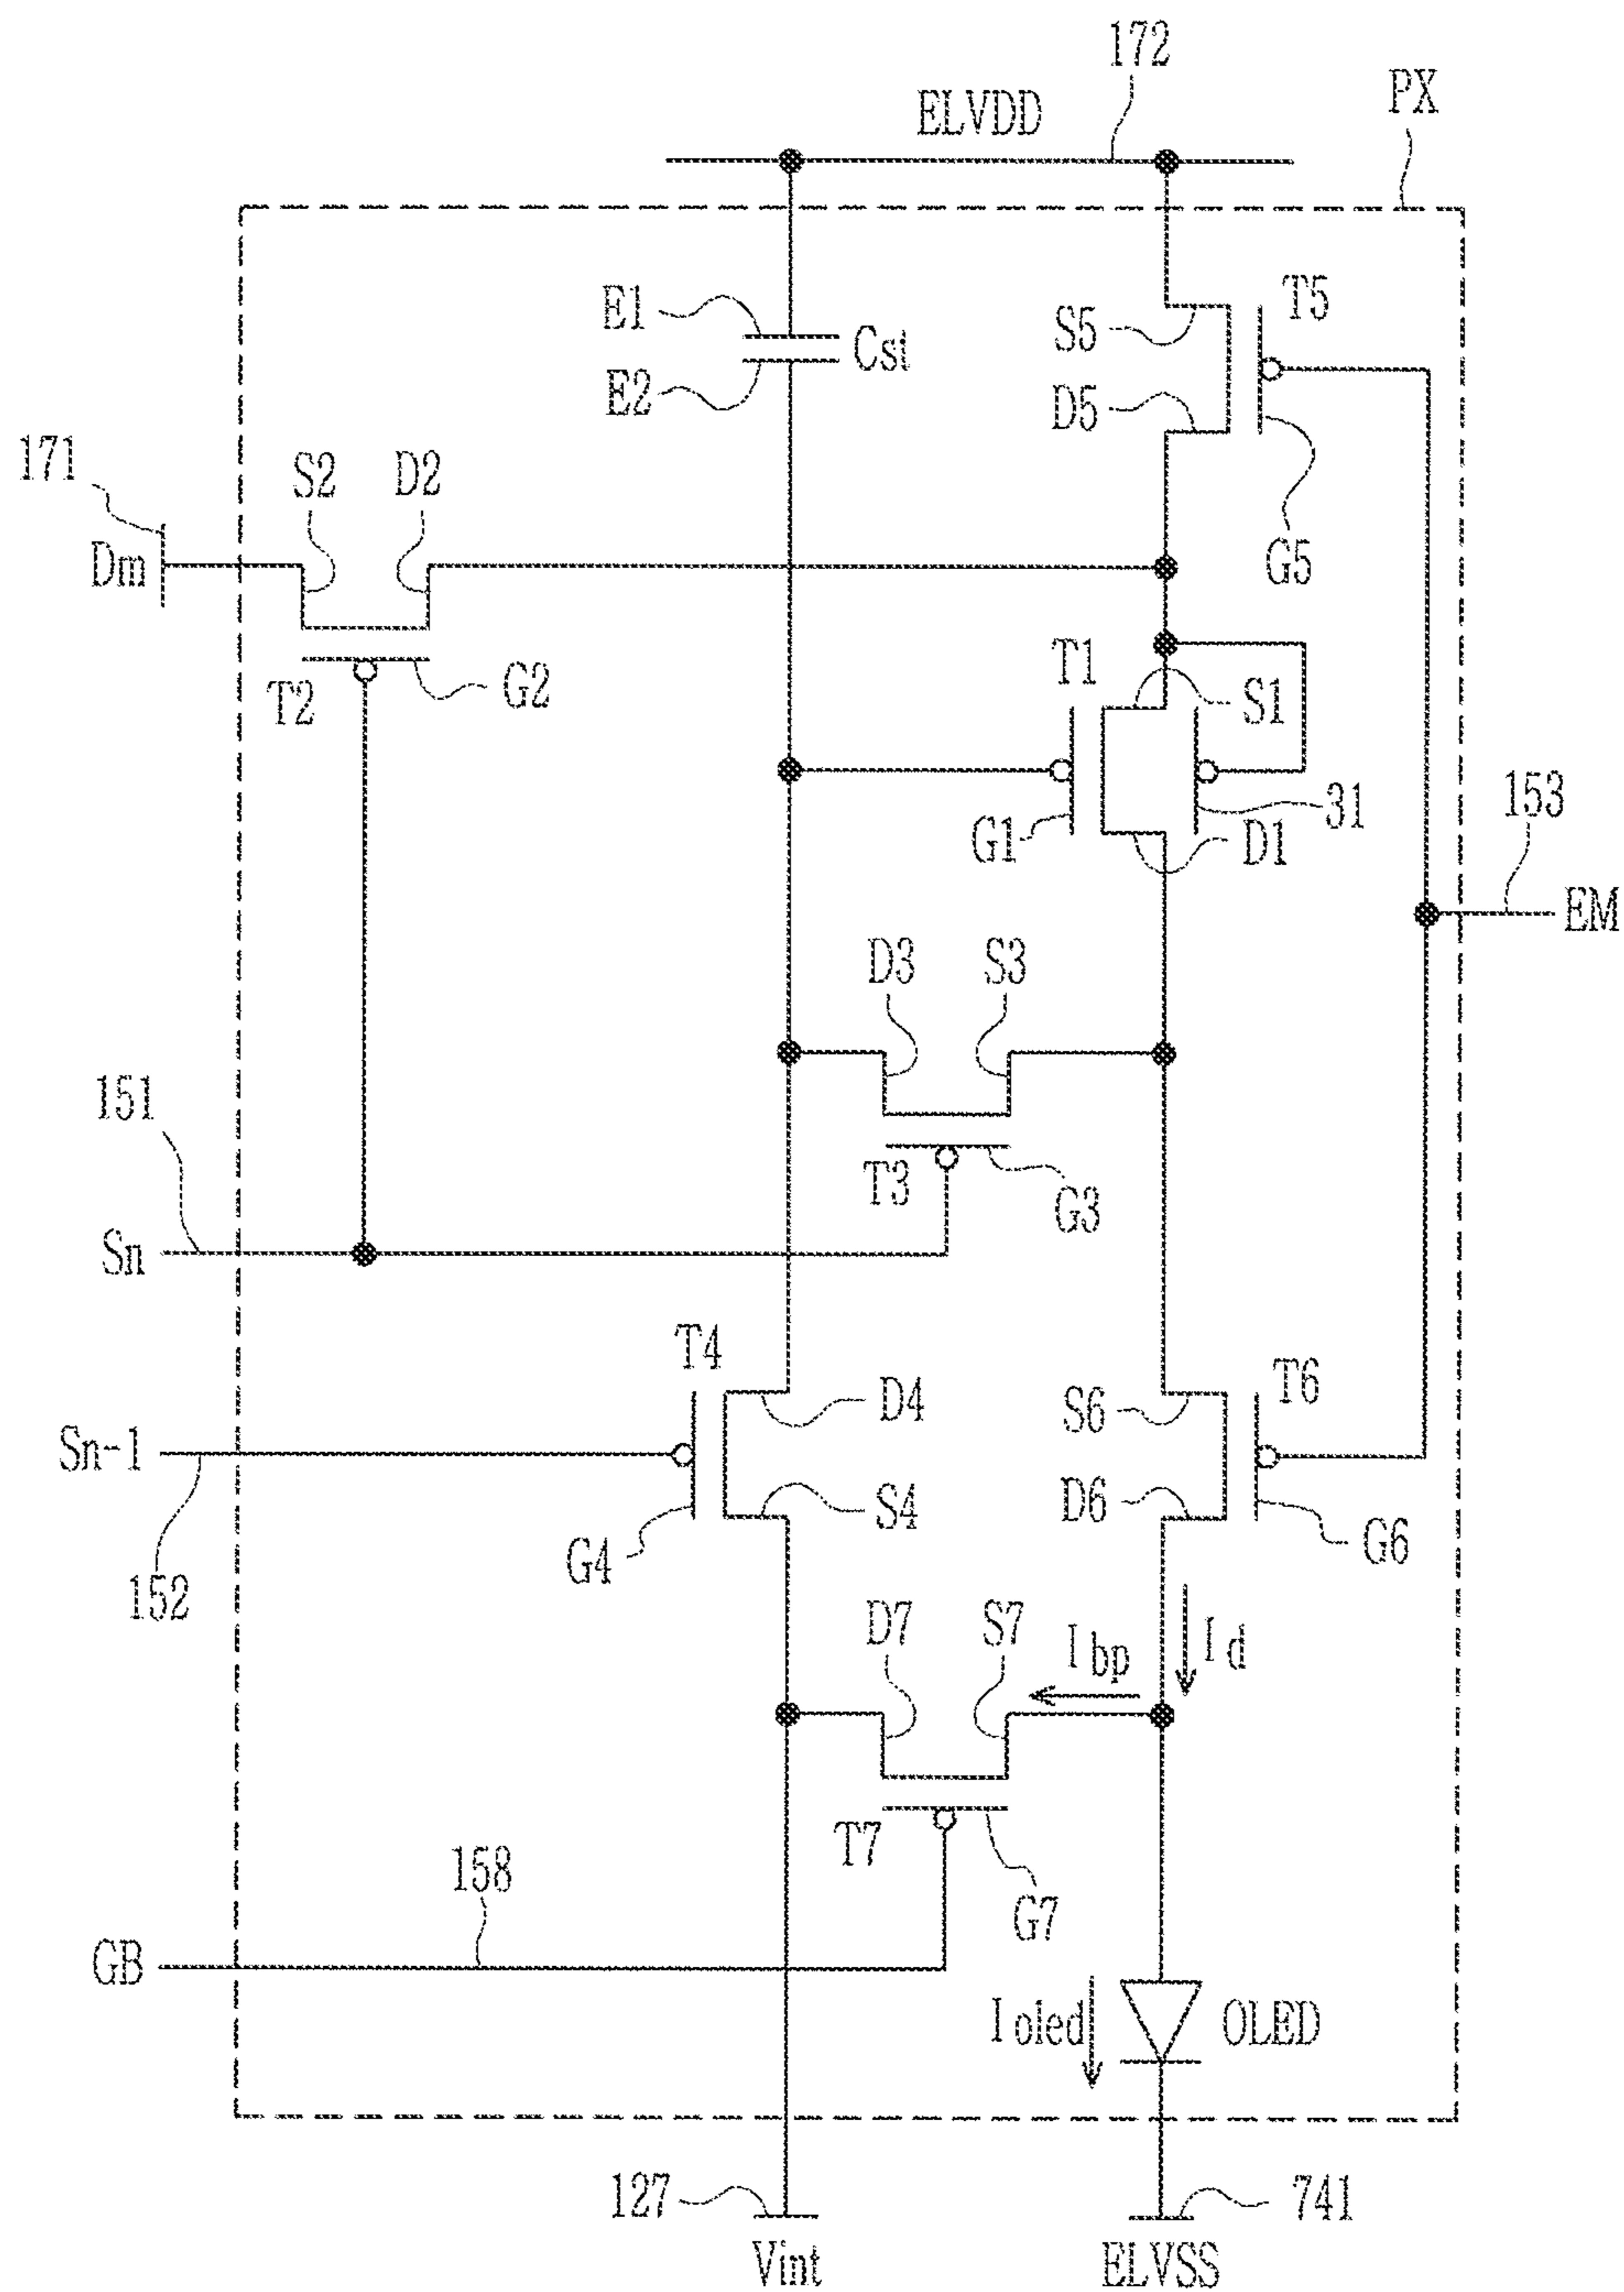 172
ELVDD
PX
E1
Cst
E2
S5
T5
D5
G5
171
S2
D2
Dm
T2
G2
T1
S1
G1
31
D1
153
EM
D3
S3
151
T3
G3
Sn
T4
D4
S6
T6
Sn-1
S4
D6
G4
G6
152
D7
S7
I bp
I d
T7
G7
158
GB
I oled
OLED
127
741
Vint
ELVSS